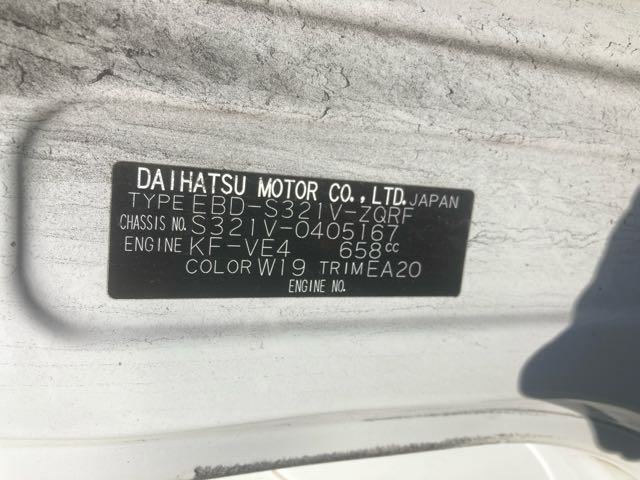 DAIHATSU MOTOR CO.,LTD. JAPAN
TYPE EBD-S321V-ZQRF
CHASSIS NO. S321V-0405167
ENGINE KF-VE4 658cc
COLOR W19 TRIM EA20
ENGINE NO.